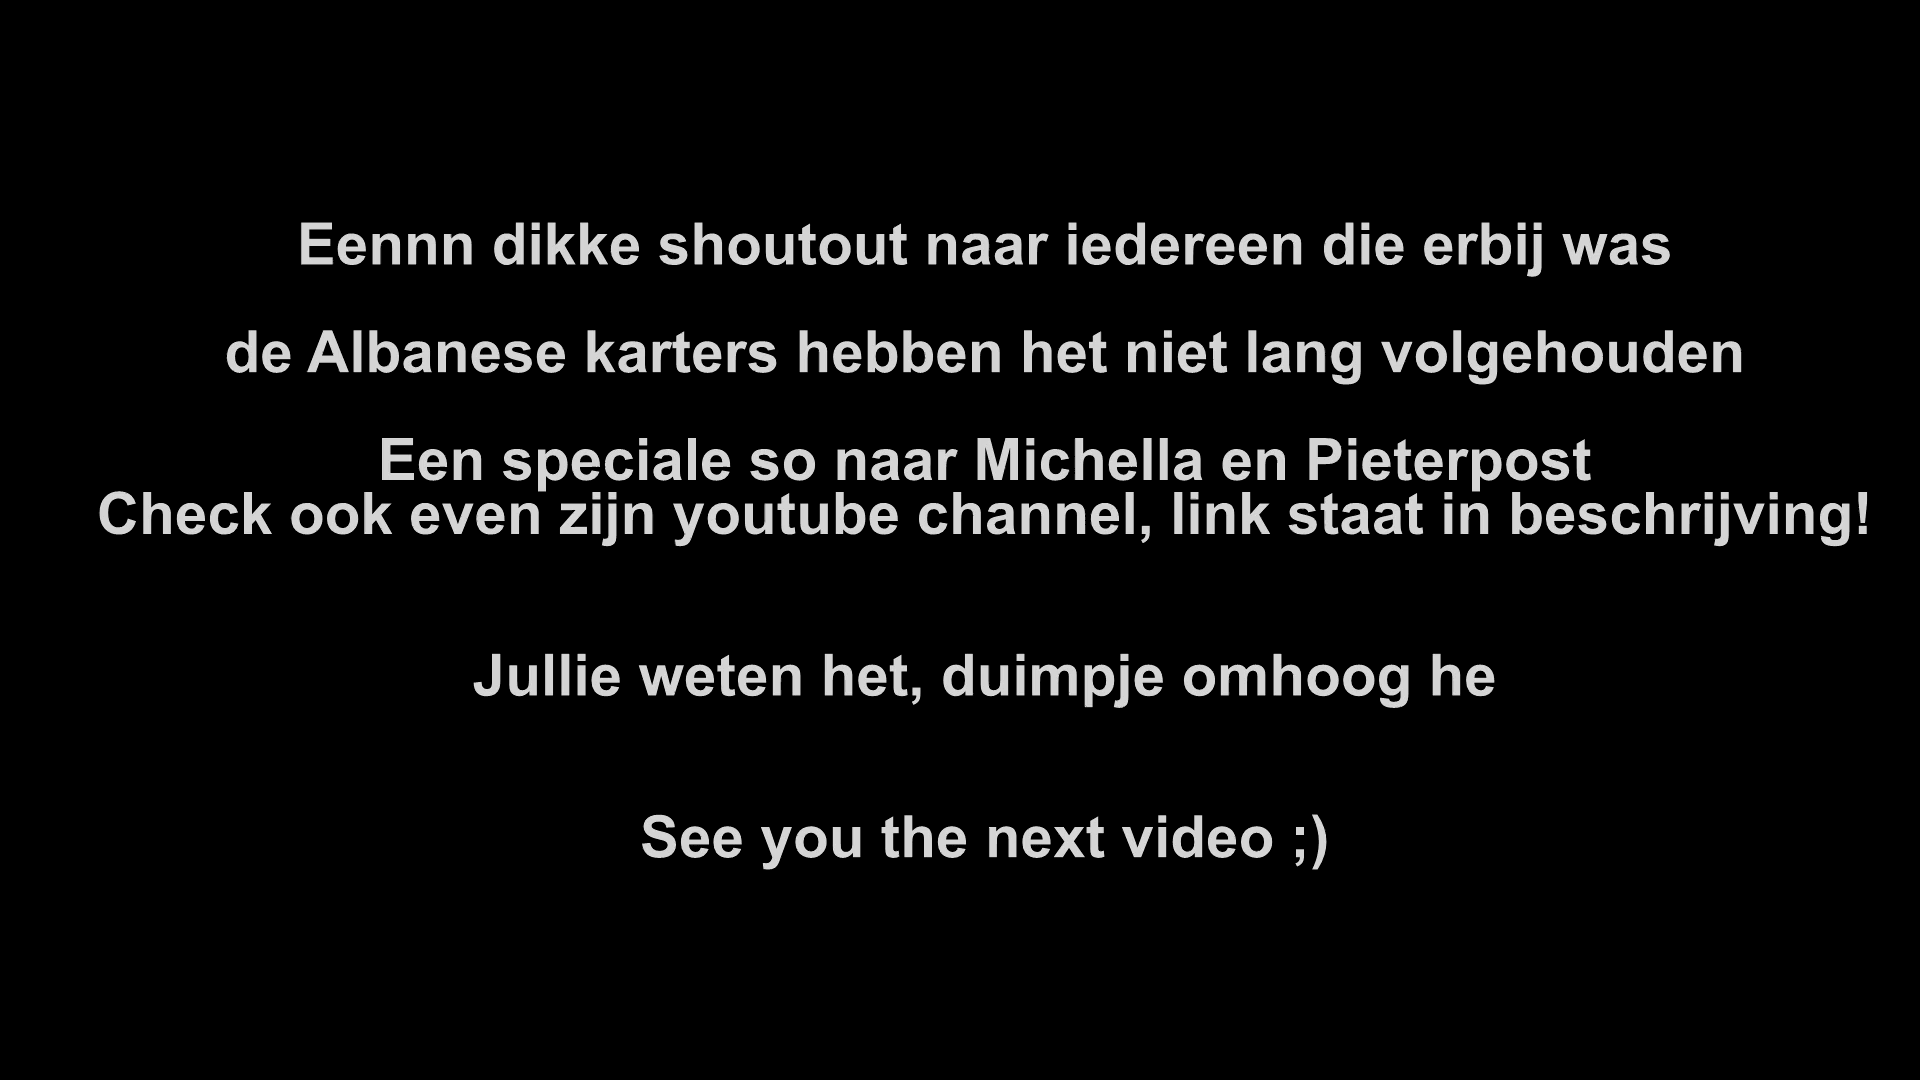 Eennn dikke shoutout naar iedereen die erbij was
de Albanese karters hebben het niet lang volgehouden
Een speciale so naar Michella en Pieterpost
Check ook even zijn youtube channel, link staat in beschrijving!
Jullie weten het, duimpje omhoog he
See you the next video ;)